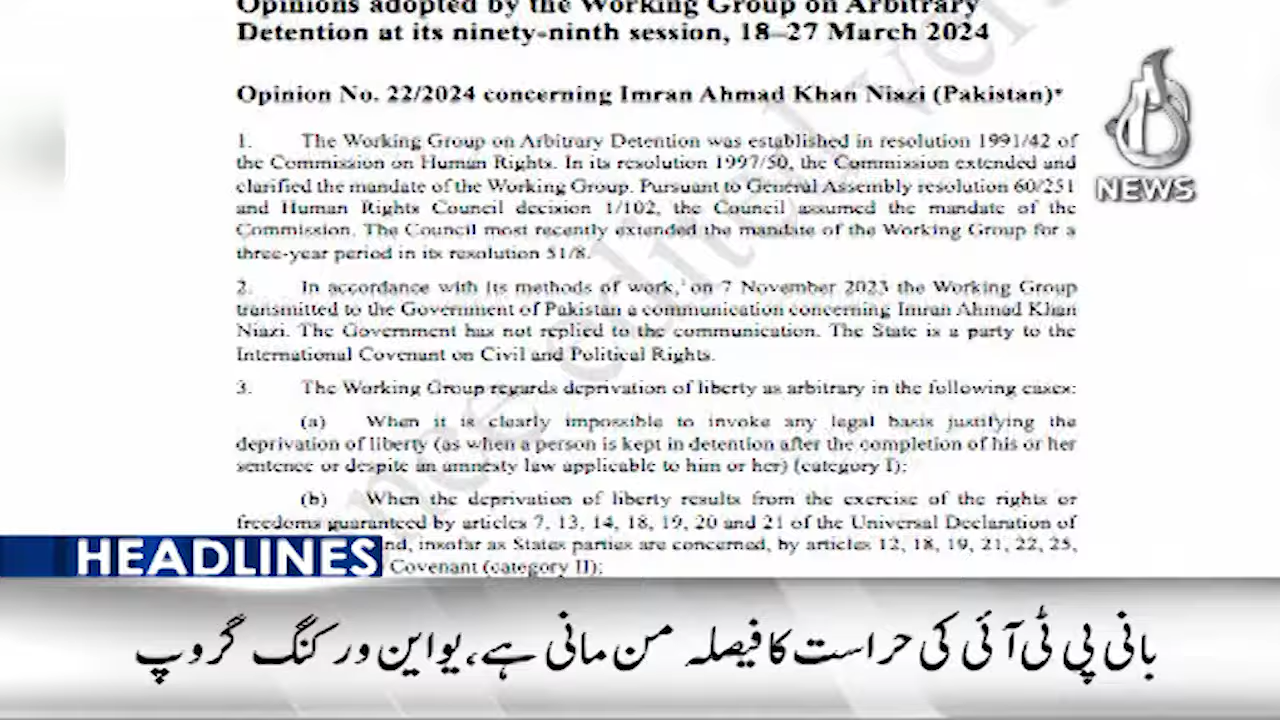 Opinions adopted by the Working Group on Arbitrary
Detention at its ninety-ninth session, 18–27 March 2024
Opinion No. 22/2024 concerning Imran Ahmad Khan Niazi (Pakistan)*
1. The Working Group on Arbitrary Detention was established in resolution 1991/42 of
the Commission on Human Rights. In its resolution 1997/50, the Commission extended and
clarified the mandate of the Working Group. Pursuant to General Assembly resolution 60/251
and Human Rights Council decision 1/102, the Council assumed the mandate of the
Commission. The Council most recently extended the mandate of the Working Group for a
three-year period in its resolution 51/8.
2. In accordance with its methods of work,¹ on 7 November 2023 the Working Group
transmitted to the Government of Pakistan a communication concerning Imran Ahmad Khan
Niazi. The Government has not replied to the communication. The State is a party to the
International Covenant on Civil and Political Rights.
3. The Working Group regards deprivation of liberty as arbitrary in the following cases:
(a) When it is clearly impossible to invoke any legal basis justifying the
deprivation of liberty (as when a person is kept in detention after the completion of his or her
sentence or despite an amnesty law applicable to him or her) (category I);
(b) When the deprivation of liberty results from the exercise of the rights or
freedoms guaranteed by articles 7, 13, 14, 18, 19, 20 and 21 of the Universal Declaration of
nd, insofar as States parties are concerned, by articles 12, 18, 19, 21, 22, 25,
Covenant (category II);
NEWS
HEADLINES
بانی پی ٹی آئی کی حراست کا فیصلہ من مانی ہے، یو این ورکنگ گروپ